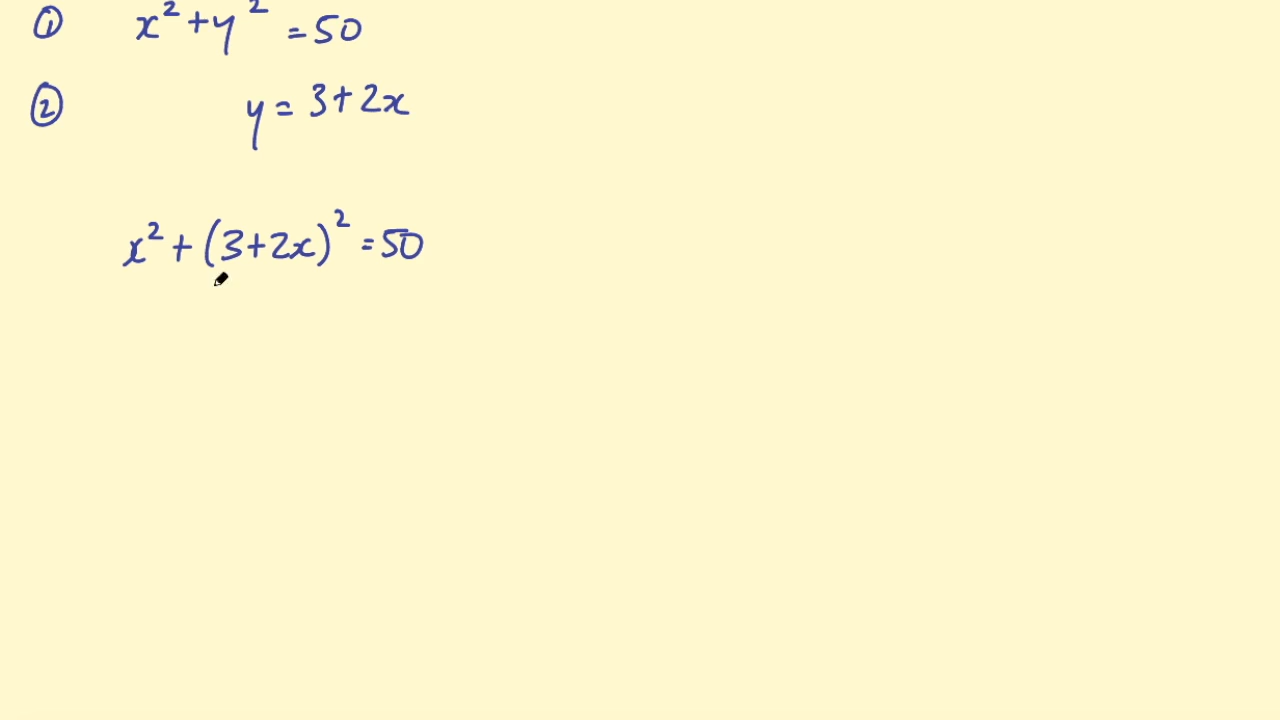 ① x² + y² = 50
② y = 3 + 2x
x² + (3 + 2x)² = 50